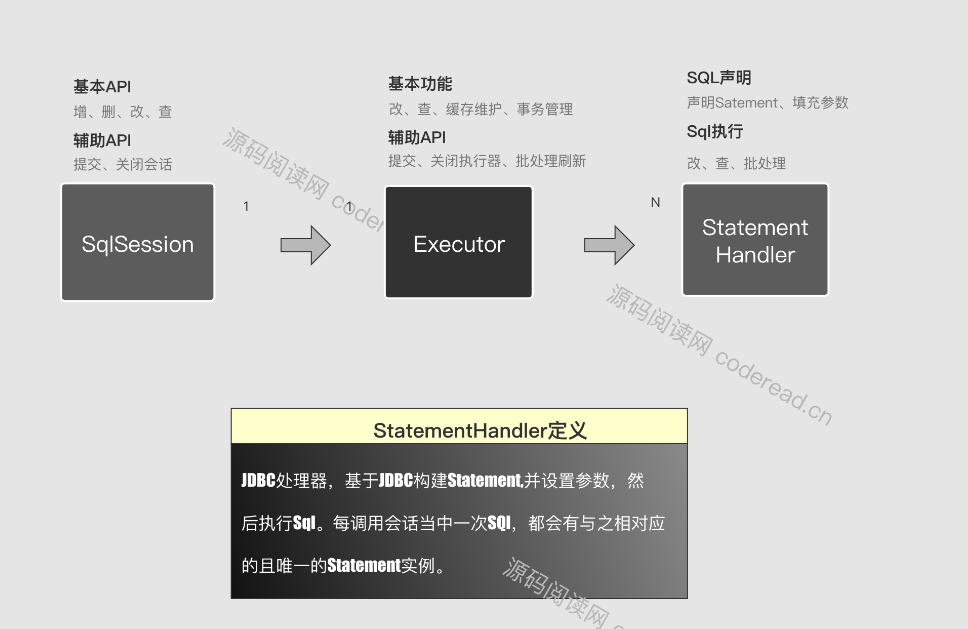 基本API
增、删、改、查
辅助API
提交、关闭会话
基本功能
改、查、缓存维护、事务管理
辅助API
提交、关闭执行器、批处理刷新
SQL声明
声明Satement、填充参数
Sql执行
改、查、批处理
源码阅读网 coder
1
1
N
SqlSession
Executor
Statement
Handler
源码阅读网 coderead.cn
StatementHandler定义
JDBC处理器，基于JDBC构建Statement,并设置参数，然
后执行Sql。每调用会话当中一次SQl，都会有与之相对应
的且唯一的Statement实例。
源码阅读网